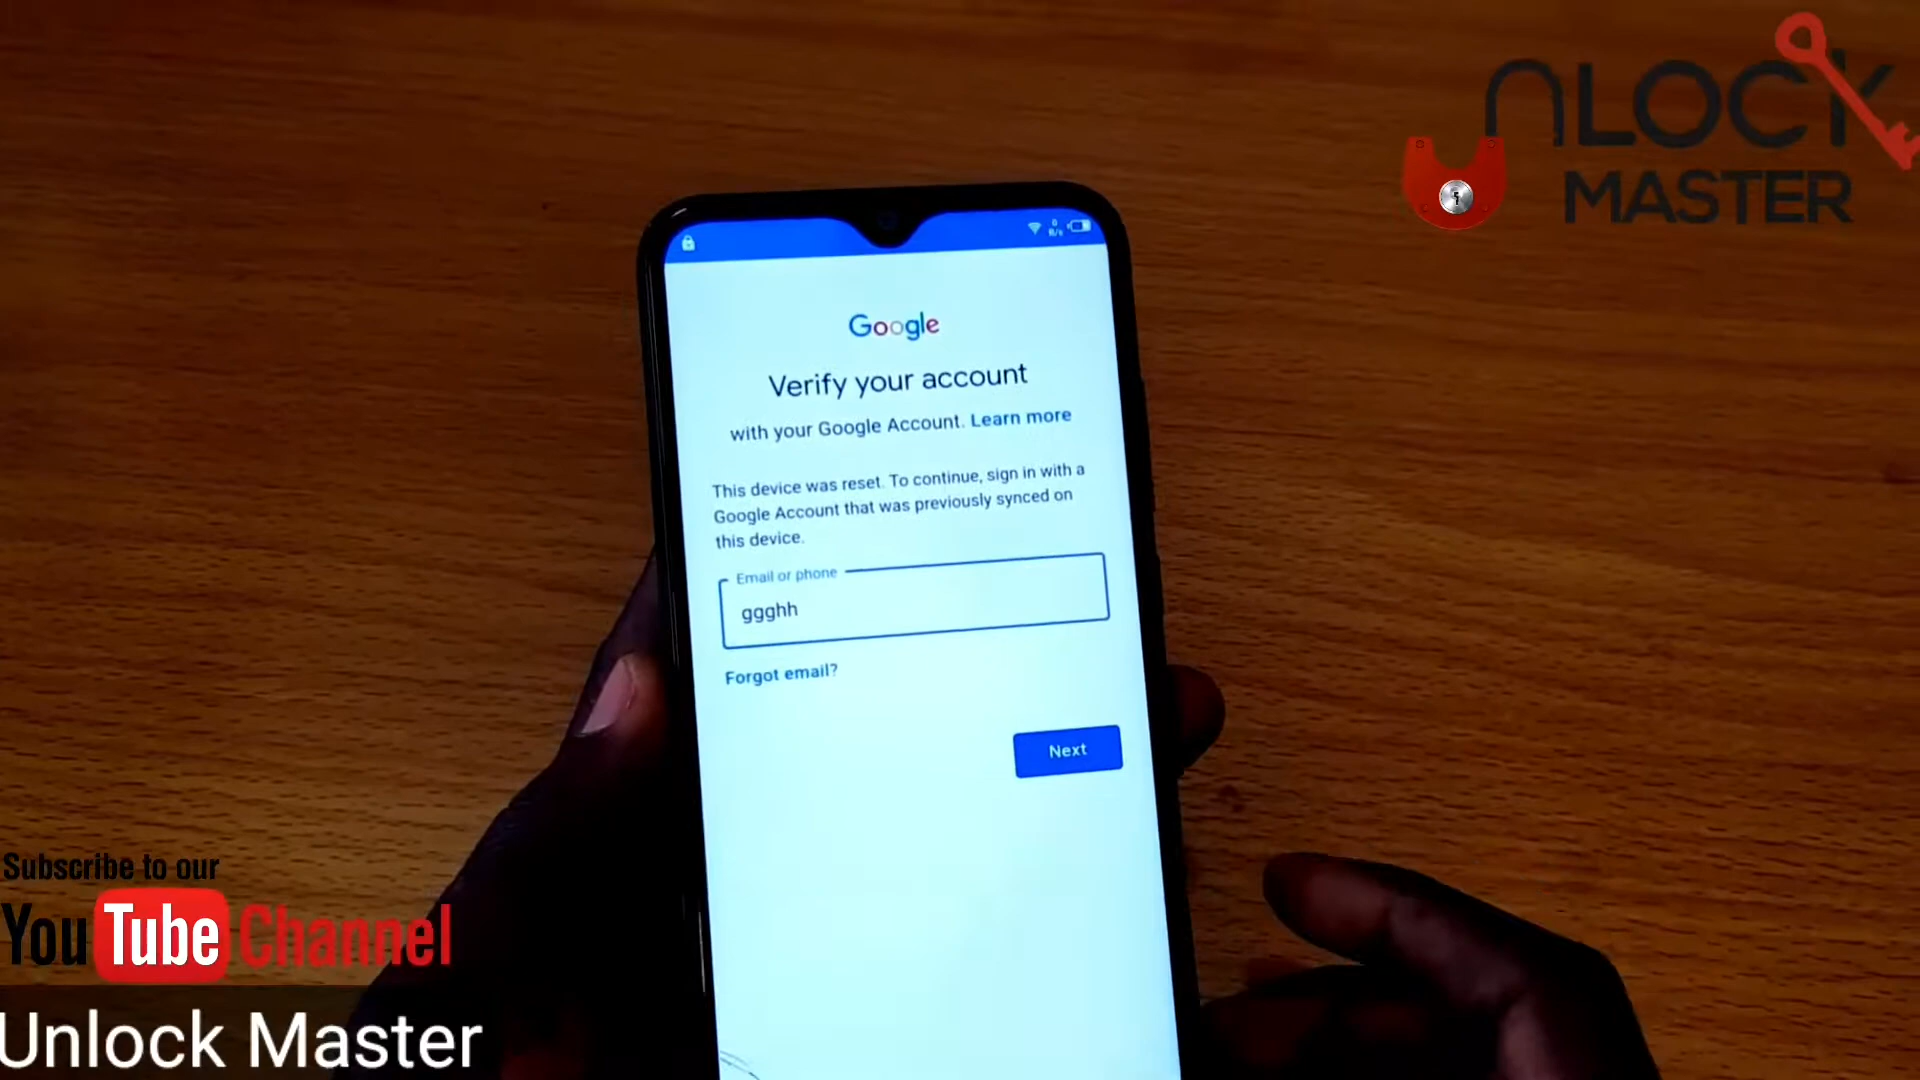 UNLOCK
MASTER
Google
Verify your account
with your Google Account. Learn more
This device was reset. To continue, sign in with a
Google Account that was previously synced on
this device.
Email or phone
ggghh
Forgot email?
Next
Subscribe to our
YouTube Channel
Unlock Master